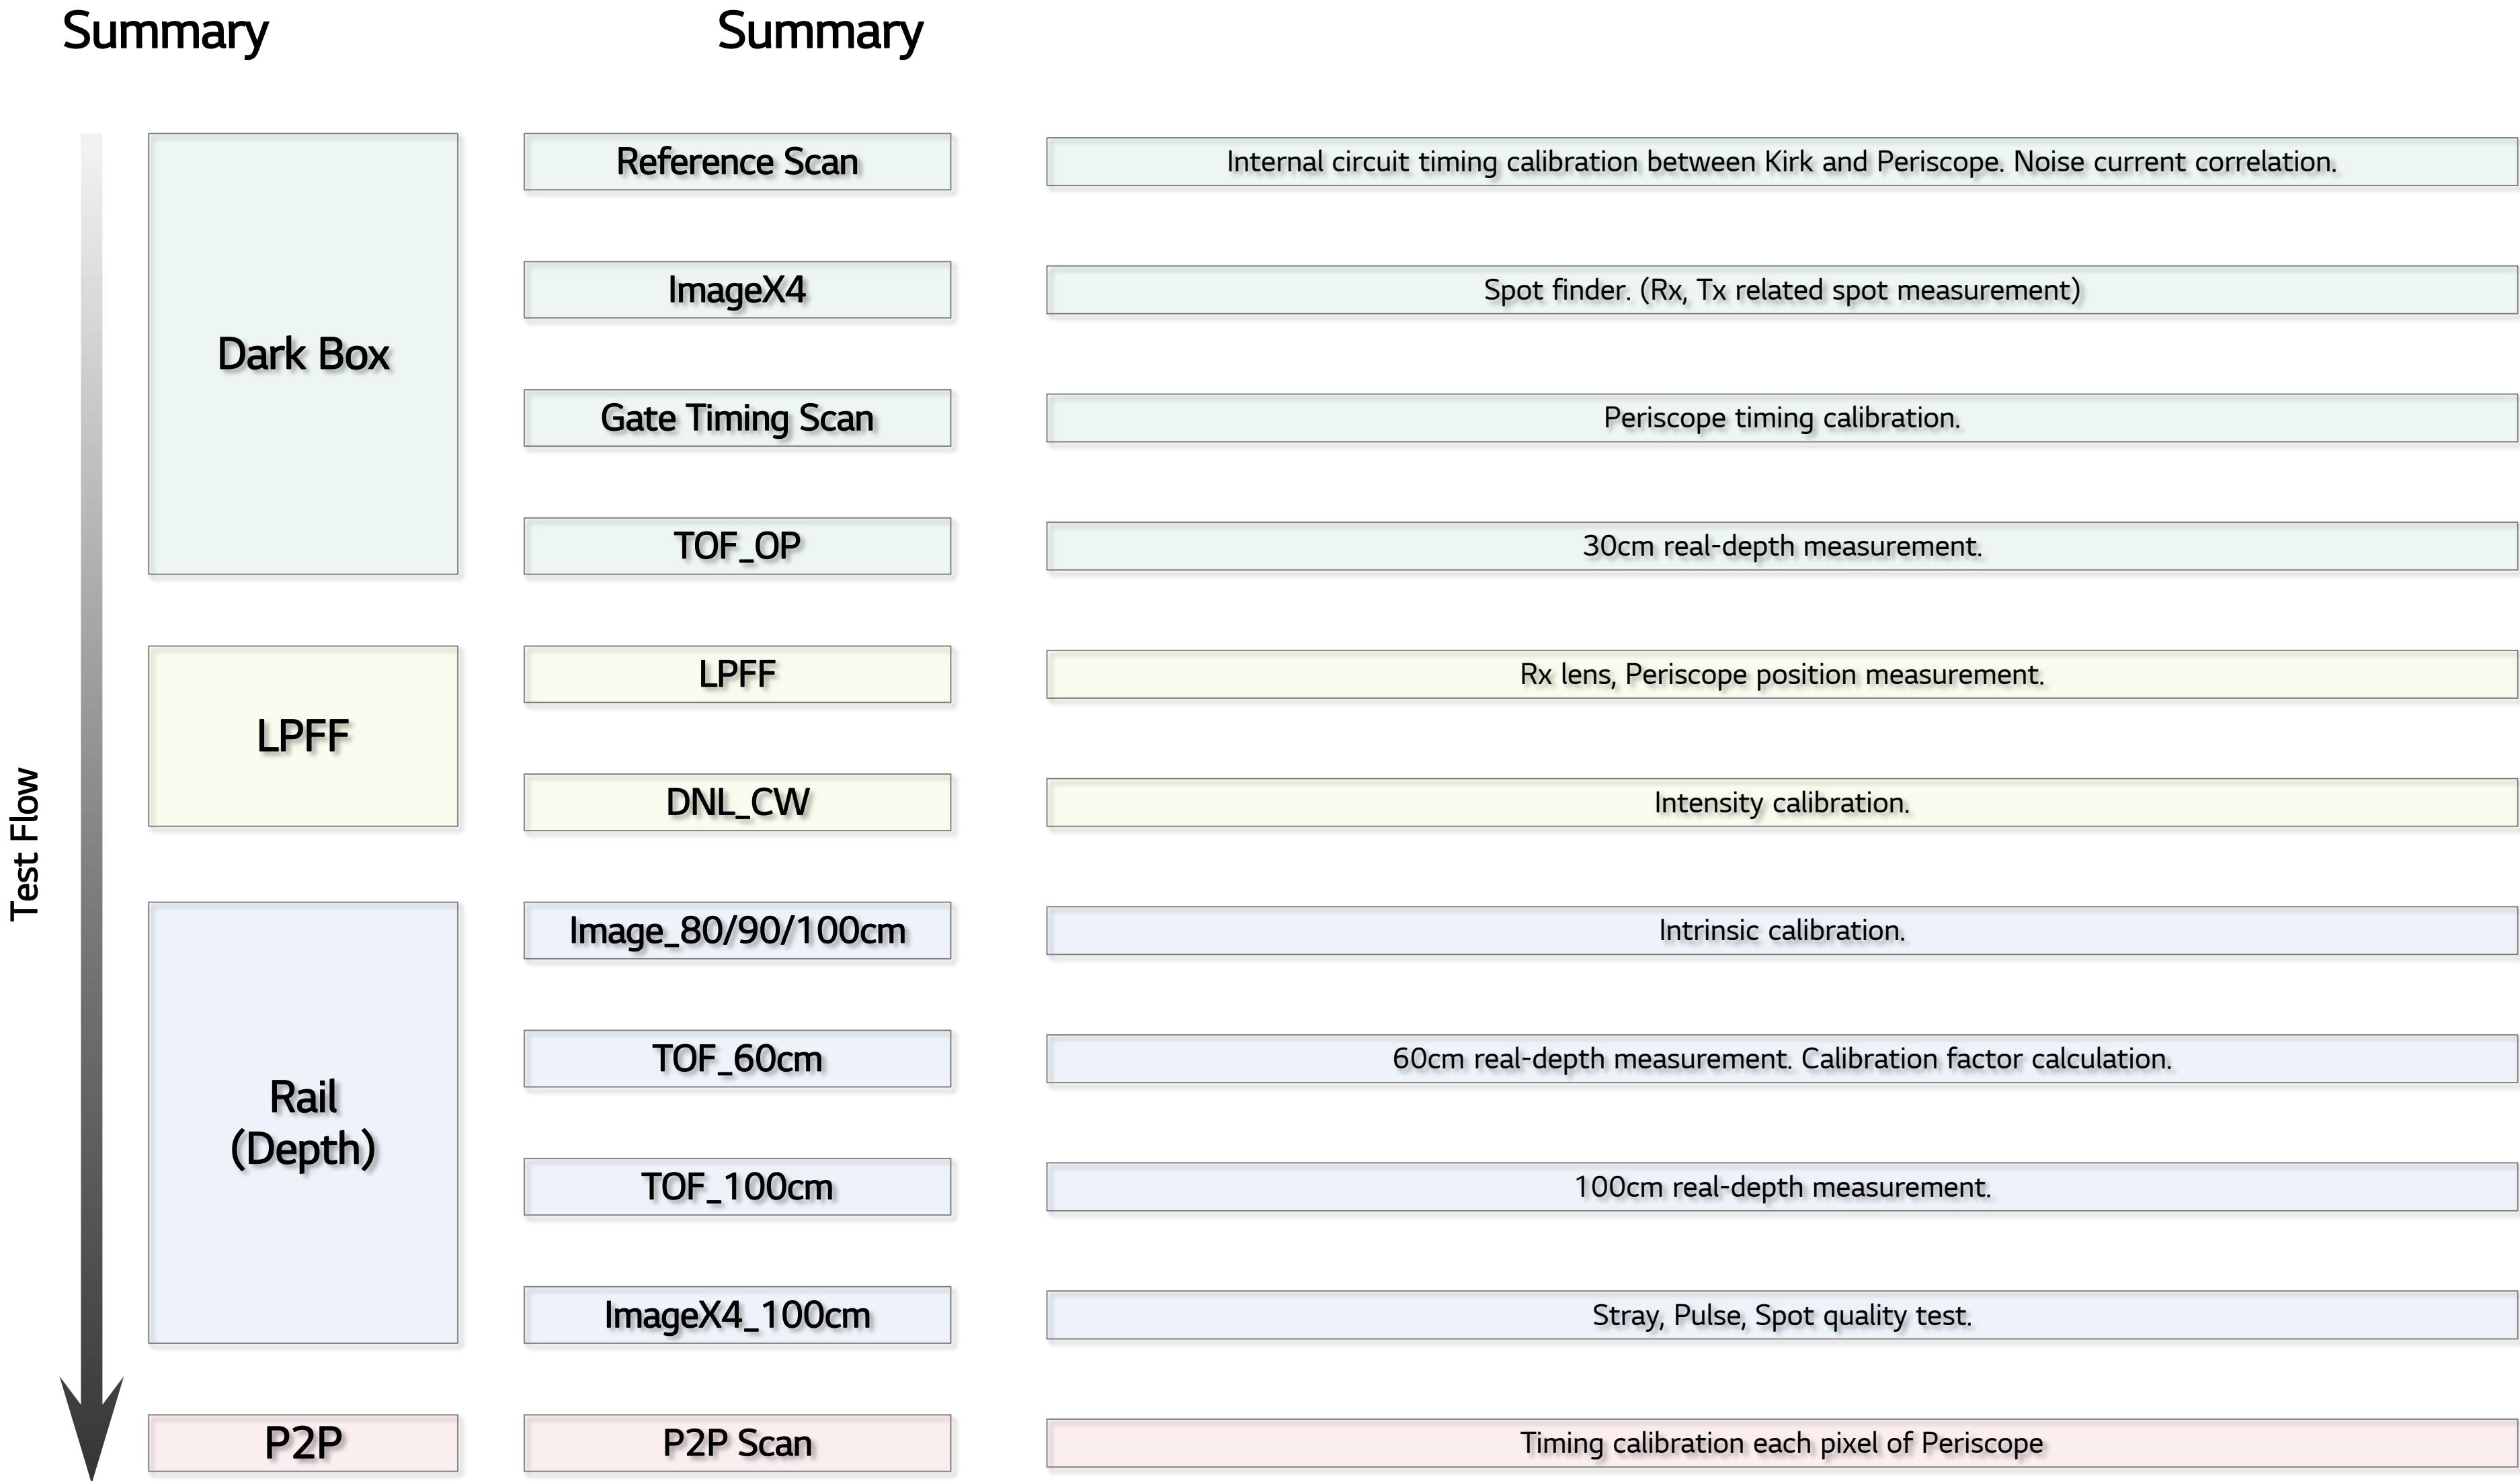 Summary
Summary
Test Flow
Dark Box
Reference Scan
Internal circuit timing calibration between Kirk and Periscope. Noise current correlation.
ImageX4
Spot finder. (Rx, Tx related spot measurement)
Gate Timing Scan
Periscope timing calibration.
TOF_OP
30cm real-depth measurement.
LPFF
LPFF
Rx lens, Periscope position measurement.
DNL_CW
Intensity calibration.
Rail
(Depth)
Image_80/90/100cm
Intrinsic calibration.
TOF_60cm
60cm real-depth measurement. Calibration factor calculation.
TOF_100cm
100cm real-depth measurement.
ImageX4_100cm
Stray, Pulse, Spot quality test.
P2P
P2P Scan
Timing calibration each pixel of Periscope